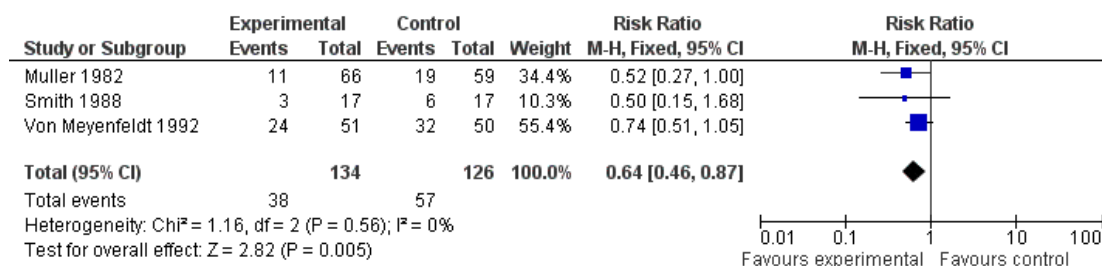 Experimental Control Risk Ratio Risk Ratio
Study or Subgroup Events Total Events Total Weight M-H, Fixed, 95% CI M-H, Fixed, 95% CI
Muller 1982 11 66 19 59 34.4% 0.52 [0.27, 1.00]
Smith 1988 3 17 6 17 10.3% 0.50 [0.15, 1.68]
Von Meyenfeldt 1992 24 51 32 50 55.4% 0.74 [0.51, 1.05]
Total (95% CI) 134 126 100.0% 0.64 [0.46, 0.87]
Total events 38 57
Heterogeneity: Chi² = 1.16, df = 2 (P = 0.56); I² = 0%
Test for overall effect: Z = 2.82 (P = 0.005)
0.01 0.1 1 10 100
Favours experimental Favours control